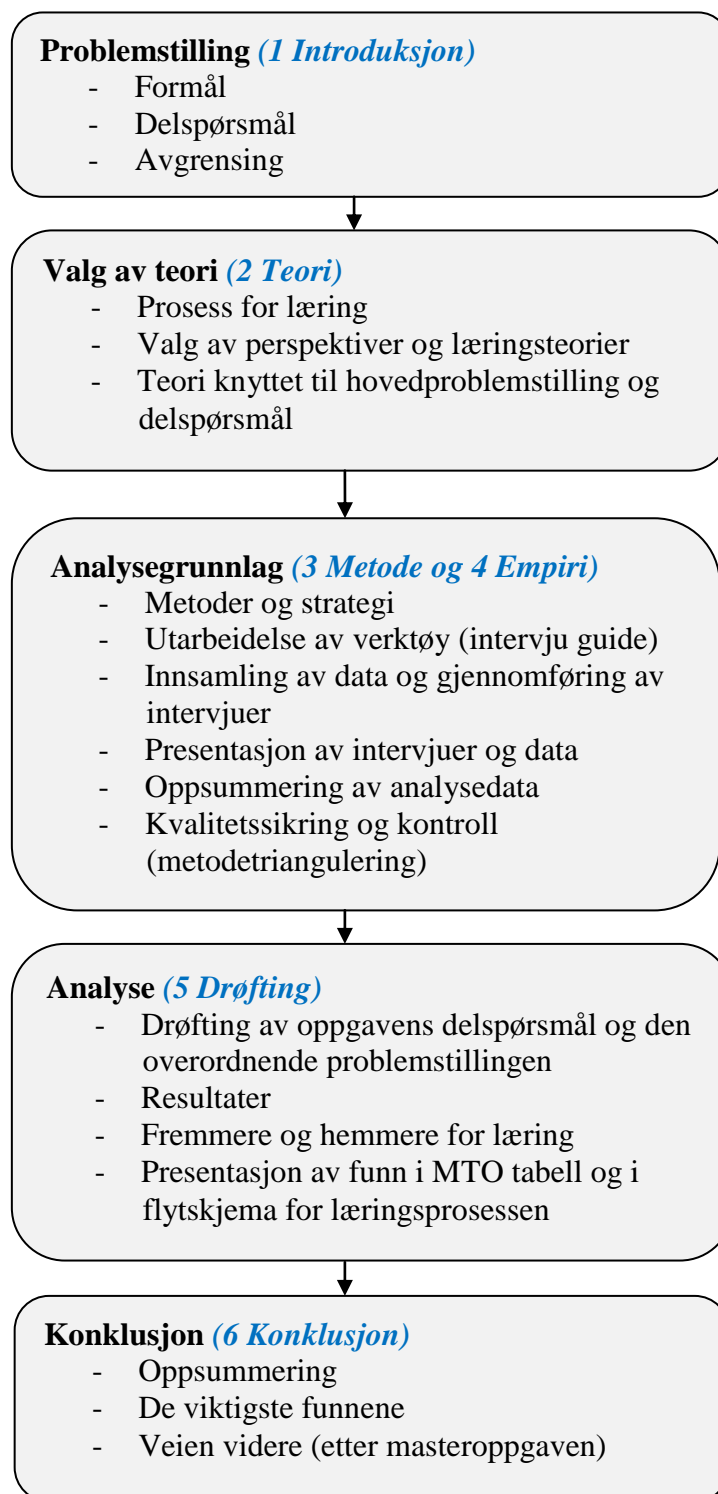 Problemstilling (1 Introduksjon)
- Formål
- Delspørsmål
- Avgrensing
Valg av teori (2 Teori)
- Prosess for læring
- Valg av perspektiver og læringsteorier
- Teori knyttet til hovedproblemstilling og
delspørsmål
Analysegrunnlag (3 Metode og 4 Empiri)
- Metoder og strategi
- Utarbeidelse av verktøy (intervju guide)
- Innsamling av data og gjennomføring av
intervjuer
- Presentasjon av intervjuer og data
- Oppsummering av analysedata
- Kvalitetssikring og kontroll
(metodetriangulering)
Analyse (5 Drøfting)
- Drøfting av oppgavens delspørsmål og den
overordnende problemstillingen
- Resultater
- Fremmere og hemmere for læring
- Presentasjon av funn i MTO tabell og i
flytskjema for læringsprosessen
Konklusjon (6 Konklusjon)
- Oppsummering
- De viktigste funnene
- Veien videre (etter masteroppgaven)